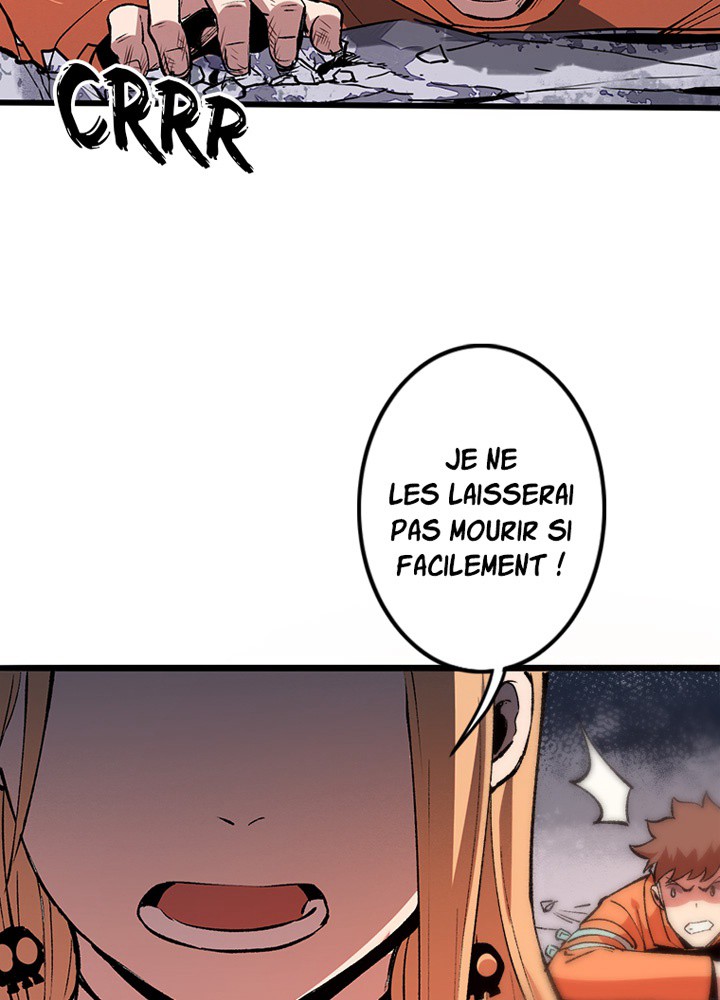 CRRR
JE NE
LES LAISSERAI
PAS MOURIR SI
FACILEMENT !